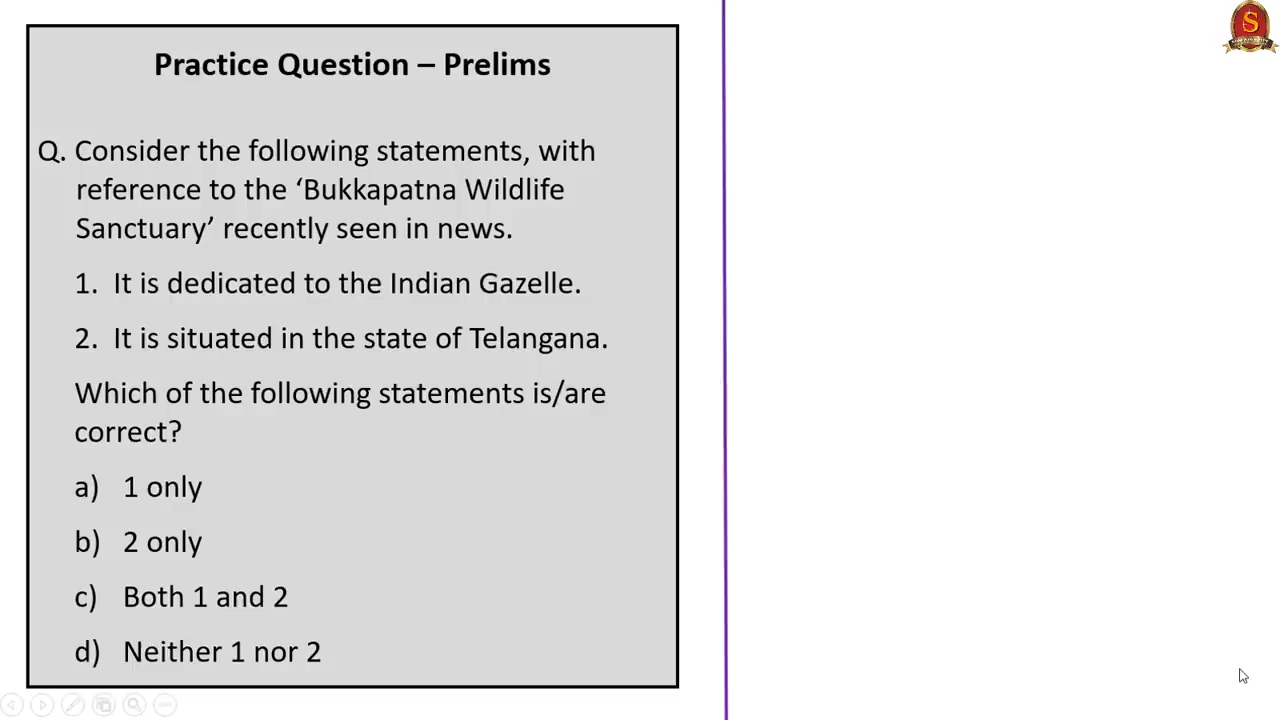 Practice Question – Prelims
Q. Consider the following statements, with
reference to the ‘Bukkapatna Wildlife
Sanctuary’ recently seen in news.
1. It is dedicated to the Indian Gazelle.
2. It is situated in the state of Telangana.
Which of the following statements is/are
correct?
a) 1 only
b) 2 only
c) Both 1 and 2
d) Neither 1 nor 2
S